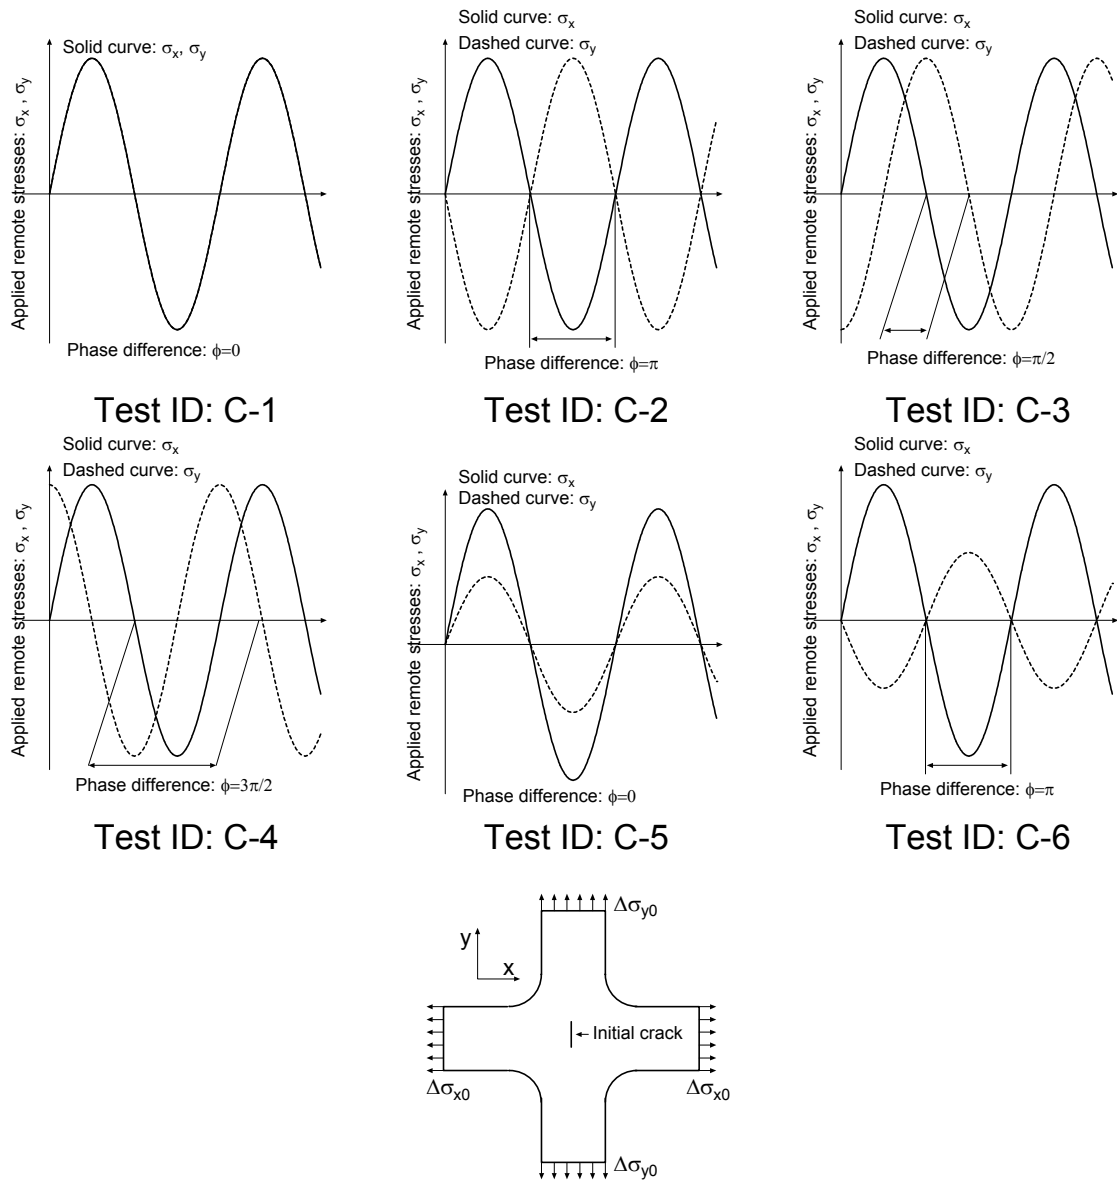 Solid curve: σx, σy
Applied remote stresses: σx , σy
Phase difference: ϕ=0
Test ID: C-1
Solid curve: σx
Dashed curve: σy
Applied remote stresses: σx , σy
Phase difference: ϕ=π
Test ID: C-2
Solid curve: σx
Dashed curve: σy
Applied remote stresses: σx , σy
Phase difference: ϕ=π/2
Test ID: C-3
Solid curve: σx
Dashed curve: σy
Applied remote stresses: σx , σy
Phase difference: ϕ=3π/2
Test ID: C-4
Solid curve: σx
Dashed curve: σy
Applied remote stresses: σx , σy
Phase difference: ϕ=0
Test ID: C-5
Solid curve: σx
Dashed curve: σy
Applied remote stresses: σx , σy
Phase difference: ϕ=π
Test ID: C-6
Δσy0
y
x
Initial crack
Δσx0
Δσx0
Δσy0